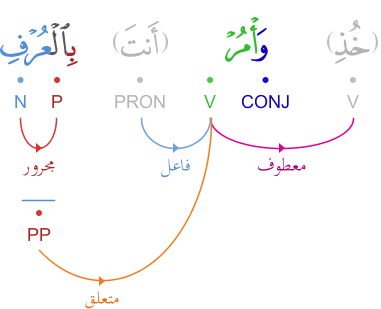 (خُذِ) وَأْمُرْ (أَنتَ) بِٱلْعُرْفِ
V CONJ V PRON P N
معطوف فاعل مجرور
PP
متعلق